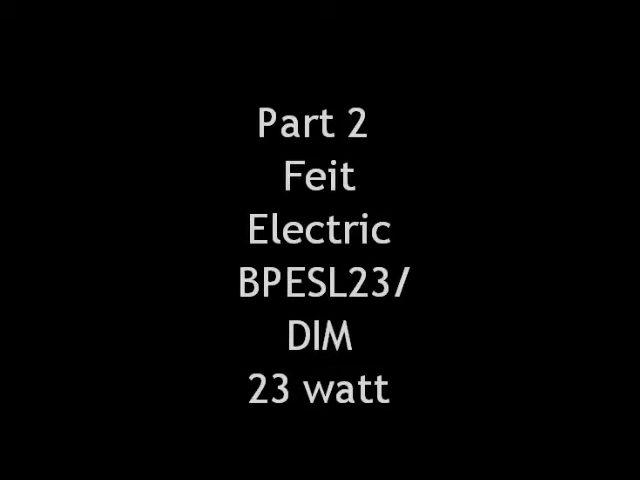 Part 2
Feit
Electric
BPESL23/
DIM
23 watt